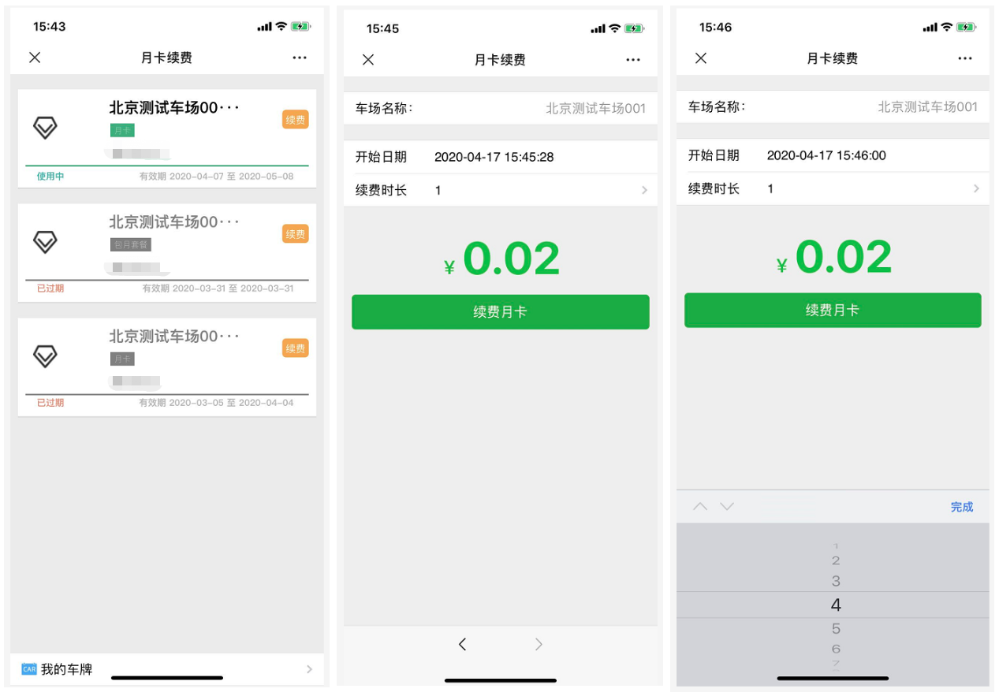 15:43
月卡续费
北京测试车场00···
月卡
续费
使用中
有效期 2020-04-07 至 2020-05-08
北京测试车场00···
包月套餐
续费
已过期
有效期 2020-03-31 至 2020-03-31
北京测试车场00···
月卡
续费
已过期
有效期 2020-03-05 至 2020-04-04
CAR 我的车牌
15:45
月卡续费
车场名称: 北京测试车场001
开始日期 2020-04-17 15:45:28
续费时长 1
¥ 0.02
续费月卡
15:46
月卡续费
车场名称: 北京测试车场001
开始日期 2020-04-17 15:46:00
续费时长 1
¥ 0.02
续费月卡
完成
1
2
3
4
5
6
7